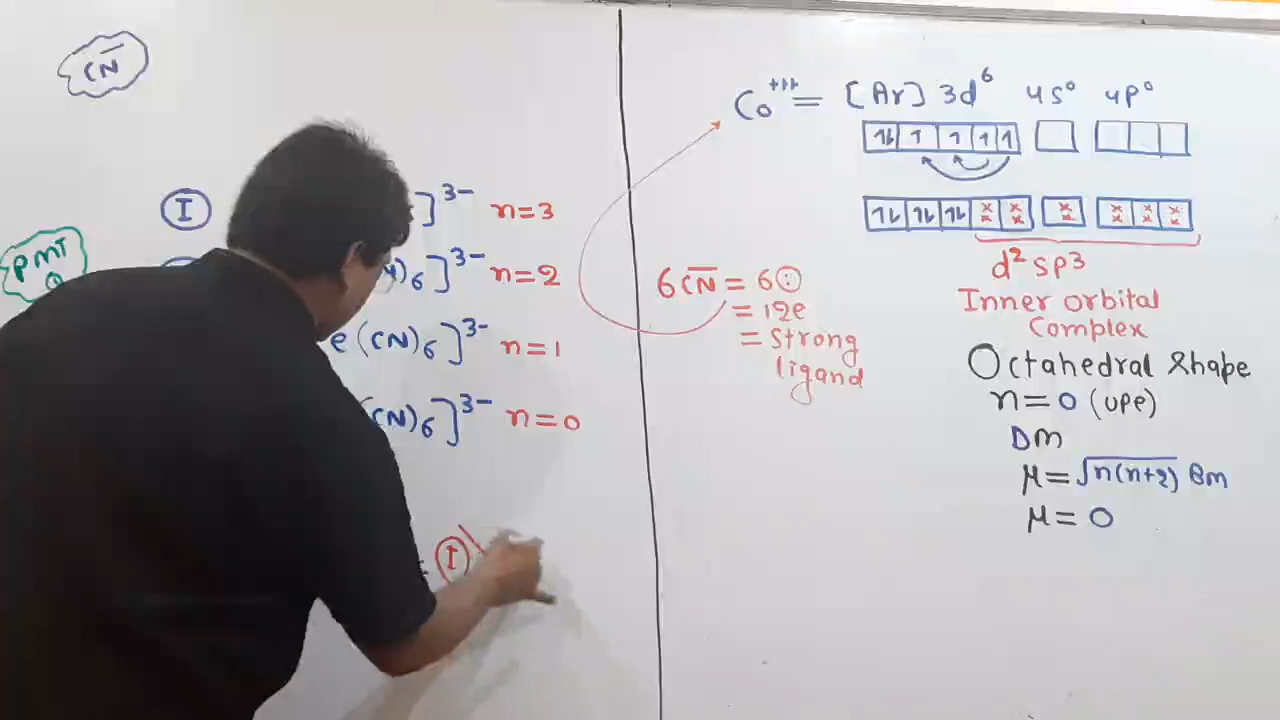 CN⁻
I ]³⁻ n=3
PMT
Q
)₆]³⁻ n=2
e(CN)₆]³⁻ n=1
(CN)₆]³⁻ n=0
I
Co⁺⁺⁺ = [Ar] 3d⁶ 4s⁰ 4p⁰
⥮ ↿ ↿ ↿ ↿
⥮ ⥮ ⥮ ×× ×× ×× ×× ×× ××
d²sp³
Inner orbital
Complex
Octahedral shape
n=0 (upe)
Dm
μ=√n(n+2) Bm
μ= 0
6CN⁻ = 6:
= 12e
= strong
ligand